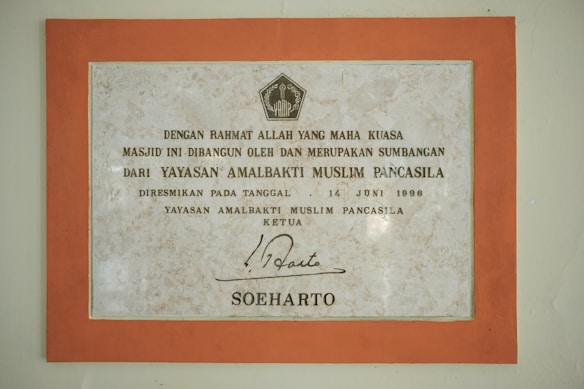 YAMP
DENGAN RAHMAT ALLAH YANG MAHA KUASA
MASJID INI DIBANGUN OLEH DAN MERUPAKAN SUMBANGAN
DARI YAYASAN AMALBAKTI MUSLIM PANCASILA
DIRESMIKAN PADA TANGGAL . 14 JUNI 1996
YAYASAN AMALBAKTI MUSLIM PANCASILA
KETUA
SOEHARTO